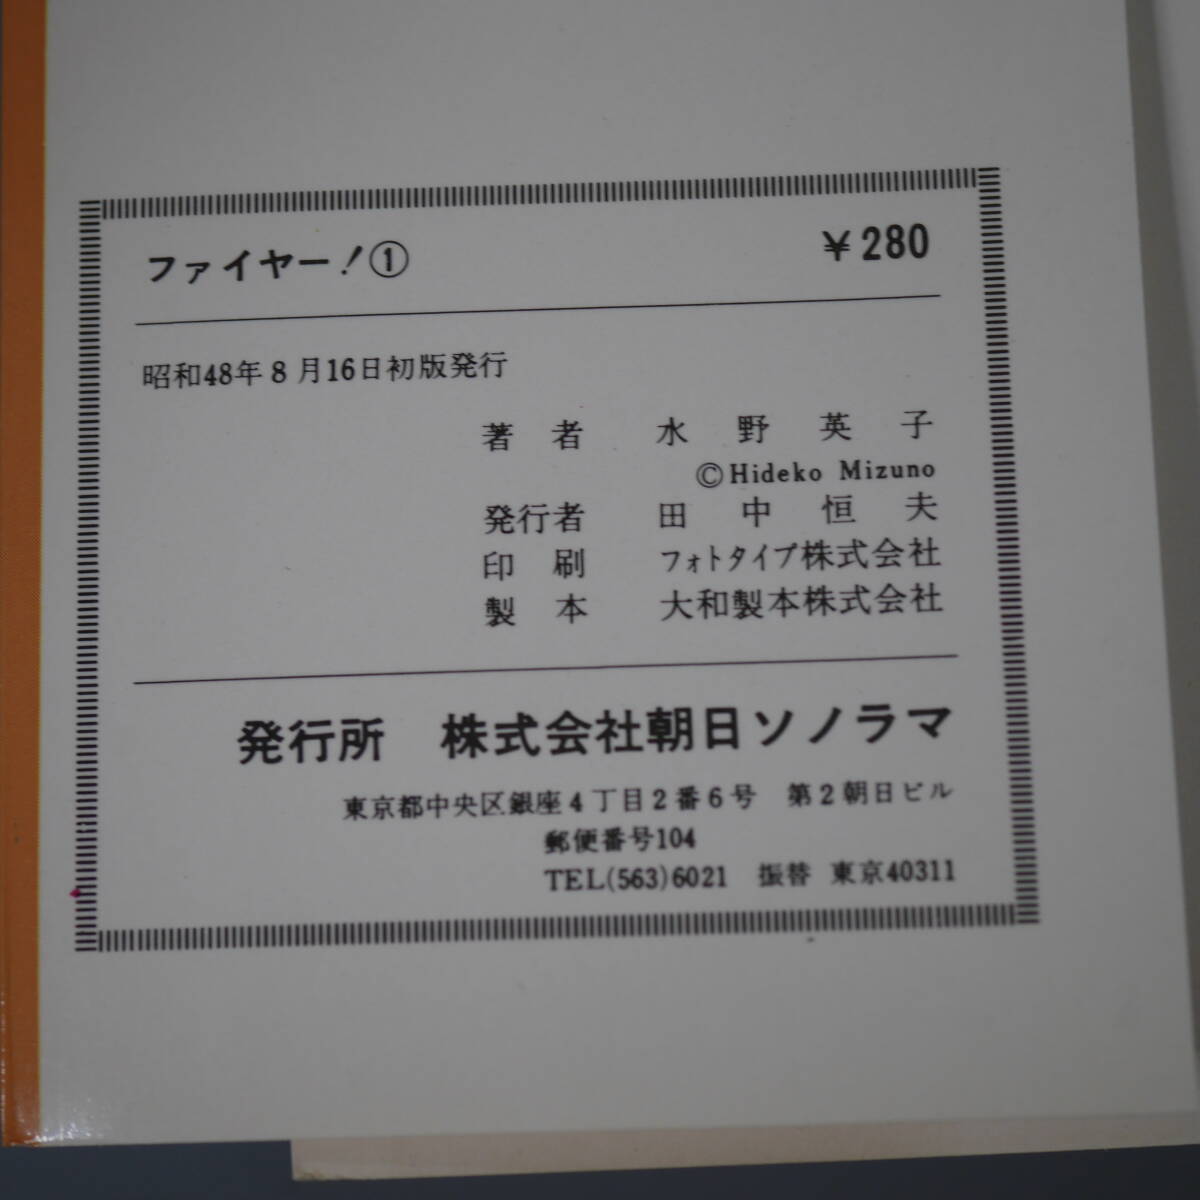 ファイヤー！① ￥280
昭和48年8月16日初版発行
著者 水野英子
©Hideko Mizuno
発行者 田中恒夫
印刷 フォトタイプ株式会社
製本 大和製本株式会社
発行所 株式会社朝日ソノラマ
東京都中央区銀座4丁目2番6号 第2朝日ビル
郵便番号104
TEL(563)6021 振替 東京40311